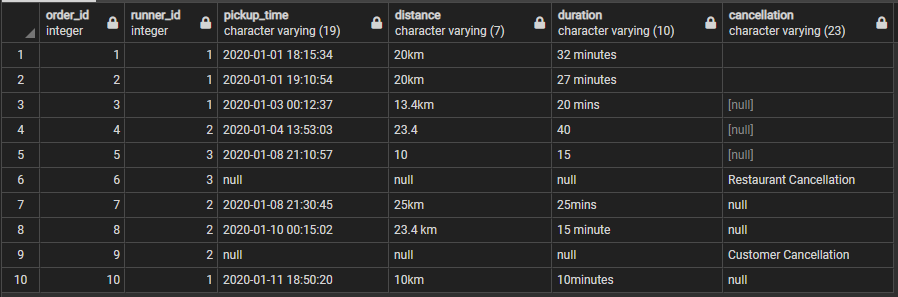 order_id runner_id pickup_time distance duration cancellation
integer integer character varying (19) character varying (7) character varying (10) character varying (23)
1 1 1 2020-01-01 18:15:34 20km 32 minutes
2 2 1 2020-01-01 19:10:54 20km 27 minutes
3 3 1 2020-01-03 00:12:37 13.4km 20 mins [null]
4 4 2 2020-01-04 13:53:03 23.4 40 [null]
5 5 3 2020-01-08 21:10:57 10 15 [null]
6 6 3 null null null Restaurant Cancellation
7 7 2 2020-01-08 21:30:45 25km 25mins null
8 8 2 2020-01-10 00:15:02 23.4 km 15 minute null
9 9 2 null null null Customer Cancellation
10 10 1 2020-01-11 18:50:20 10km 10minutes null